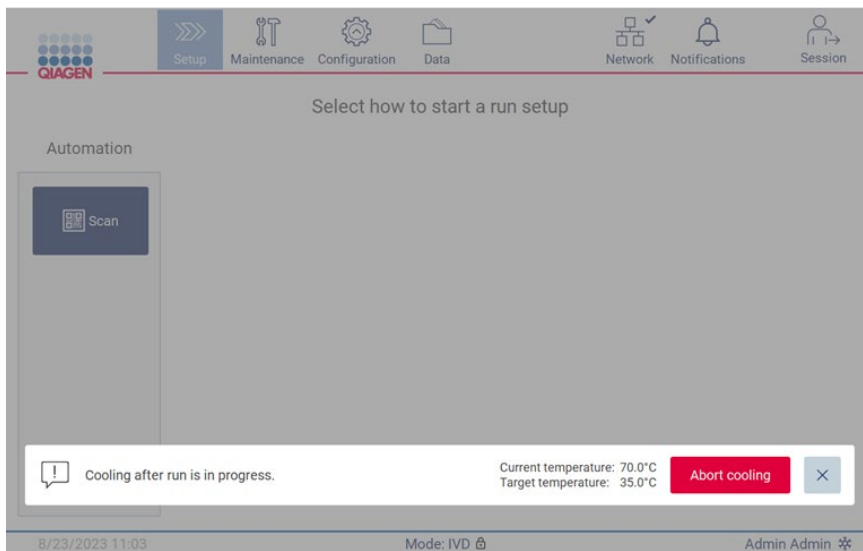 QIAGEN
Setup Maintenance Configuration Data Network Notifications Session
Select how to start a run setup
Automation
Scan
Cooling after run is in progress.
Current temperature: 70.0°C
Target temperature: 35.0°C
Abort cooling
8/23/2023 11:03 Mode: IVD Admin Admin